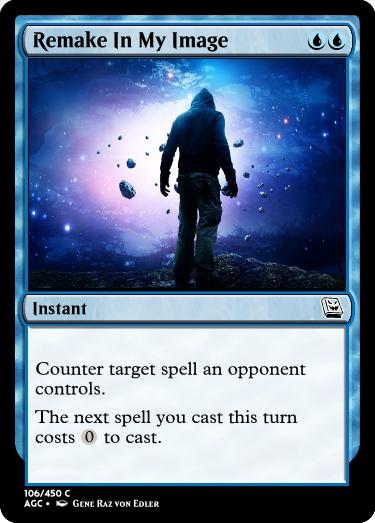 Remake In My Image
Instant
Counter target spell an opponent
controls.
The next spell you cast this turn
costs 0 to cast.
106/450 C
AGC • Gene Raz von Edler